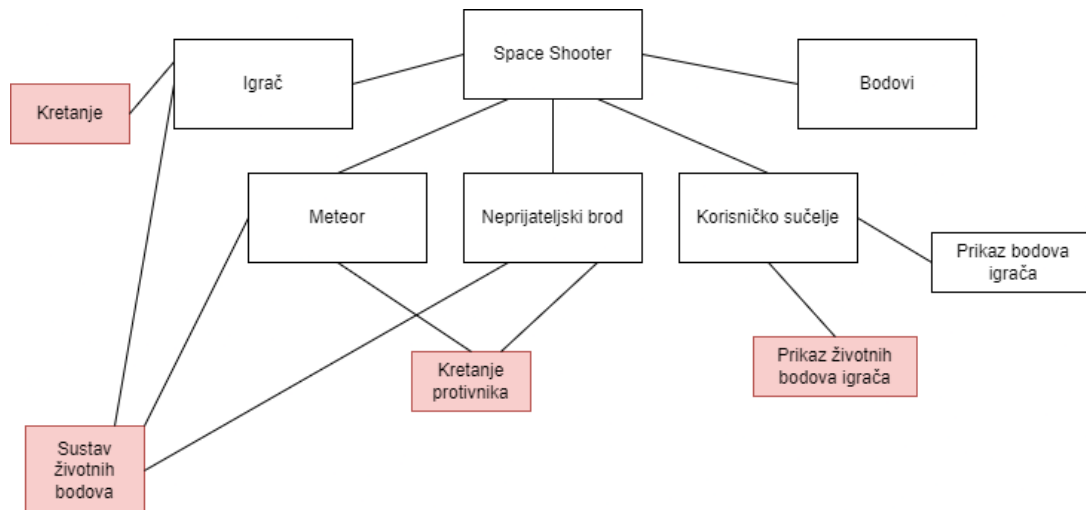 Space Shooter
Igrač
Bodovi
Kretanje
Meteor
Neprijateljski brod
Korisničko sučelje
Prikaz bodova
igrača
Kretanje
protivnika
Prikaz životnih
bodova igrača
Sustav
životnih
bodova